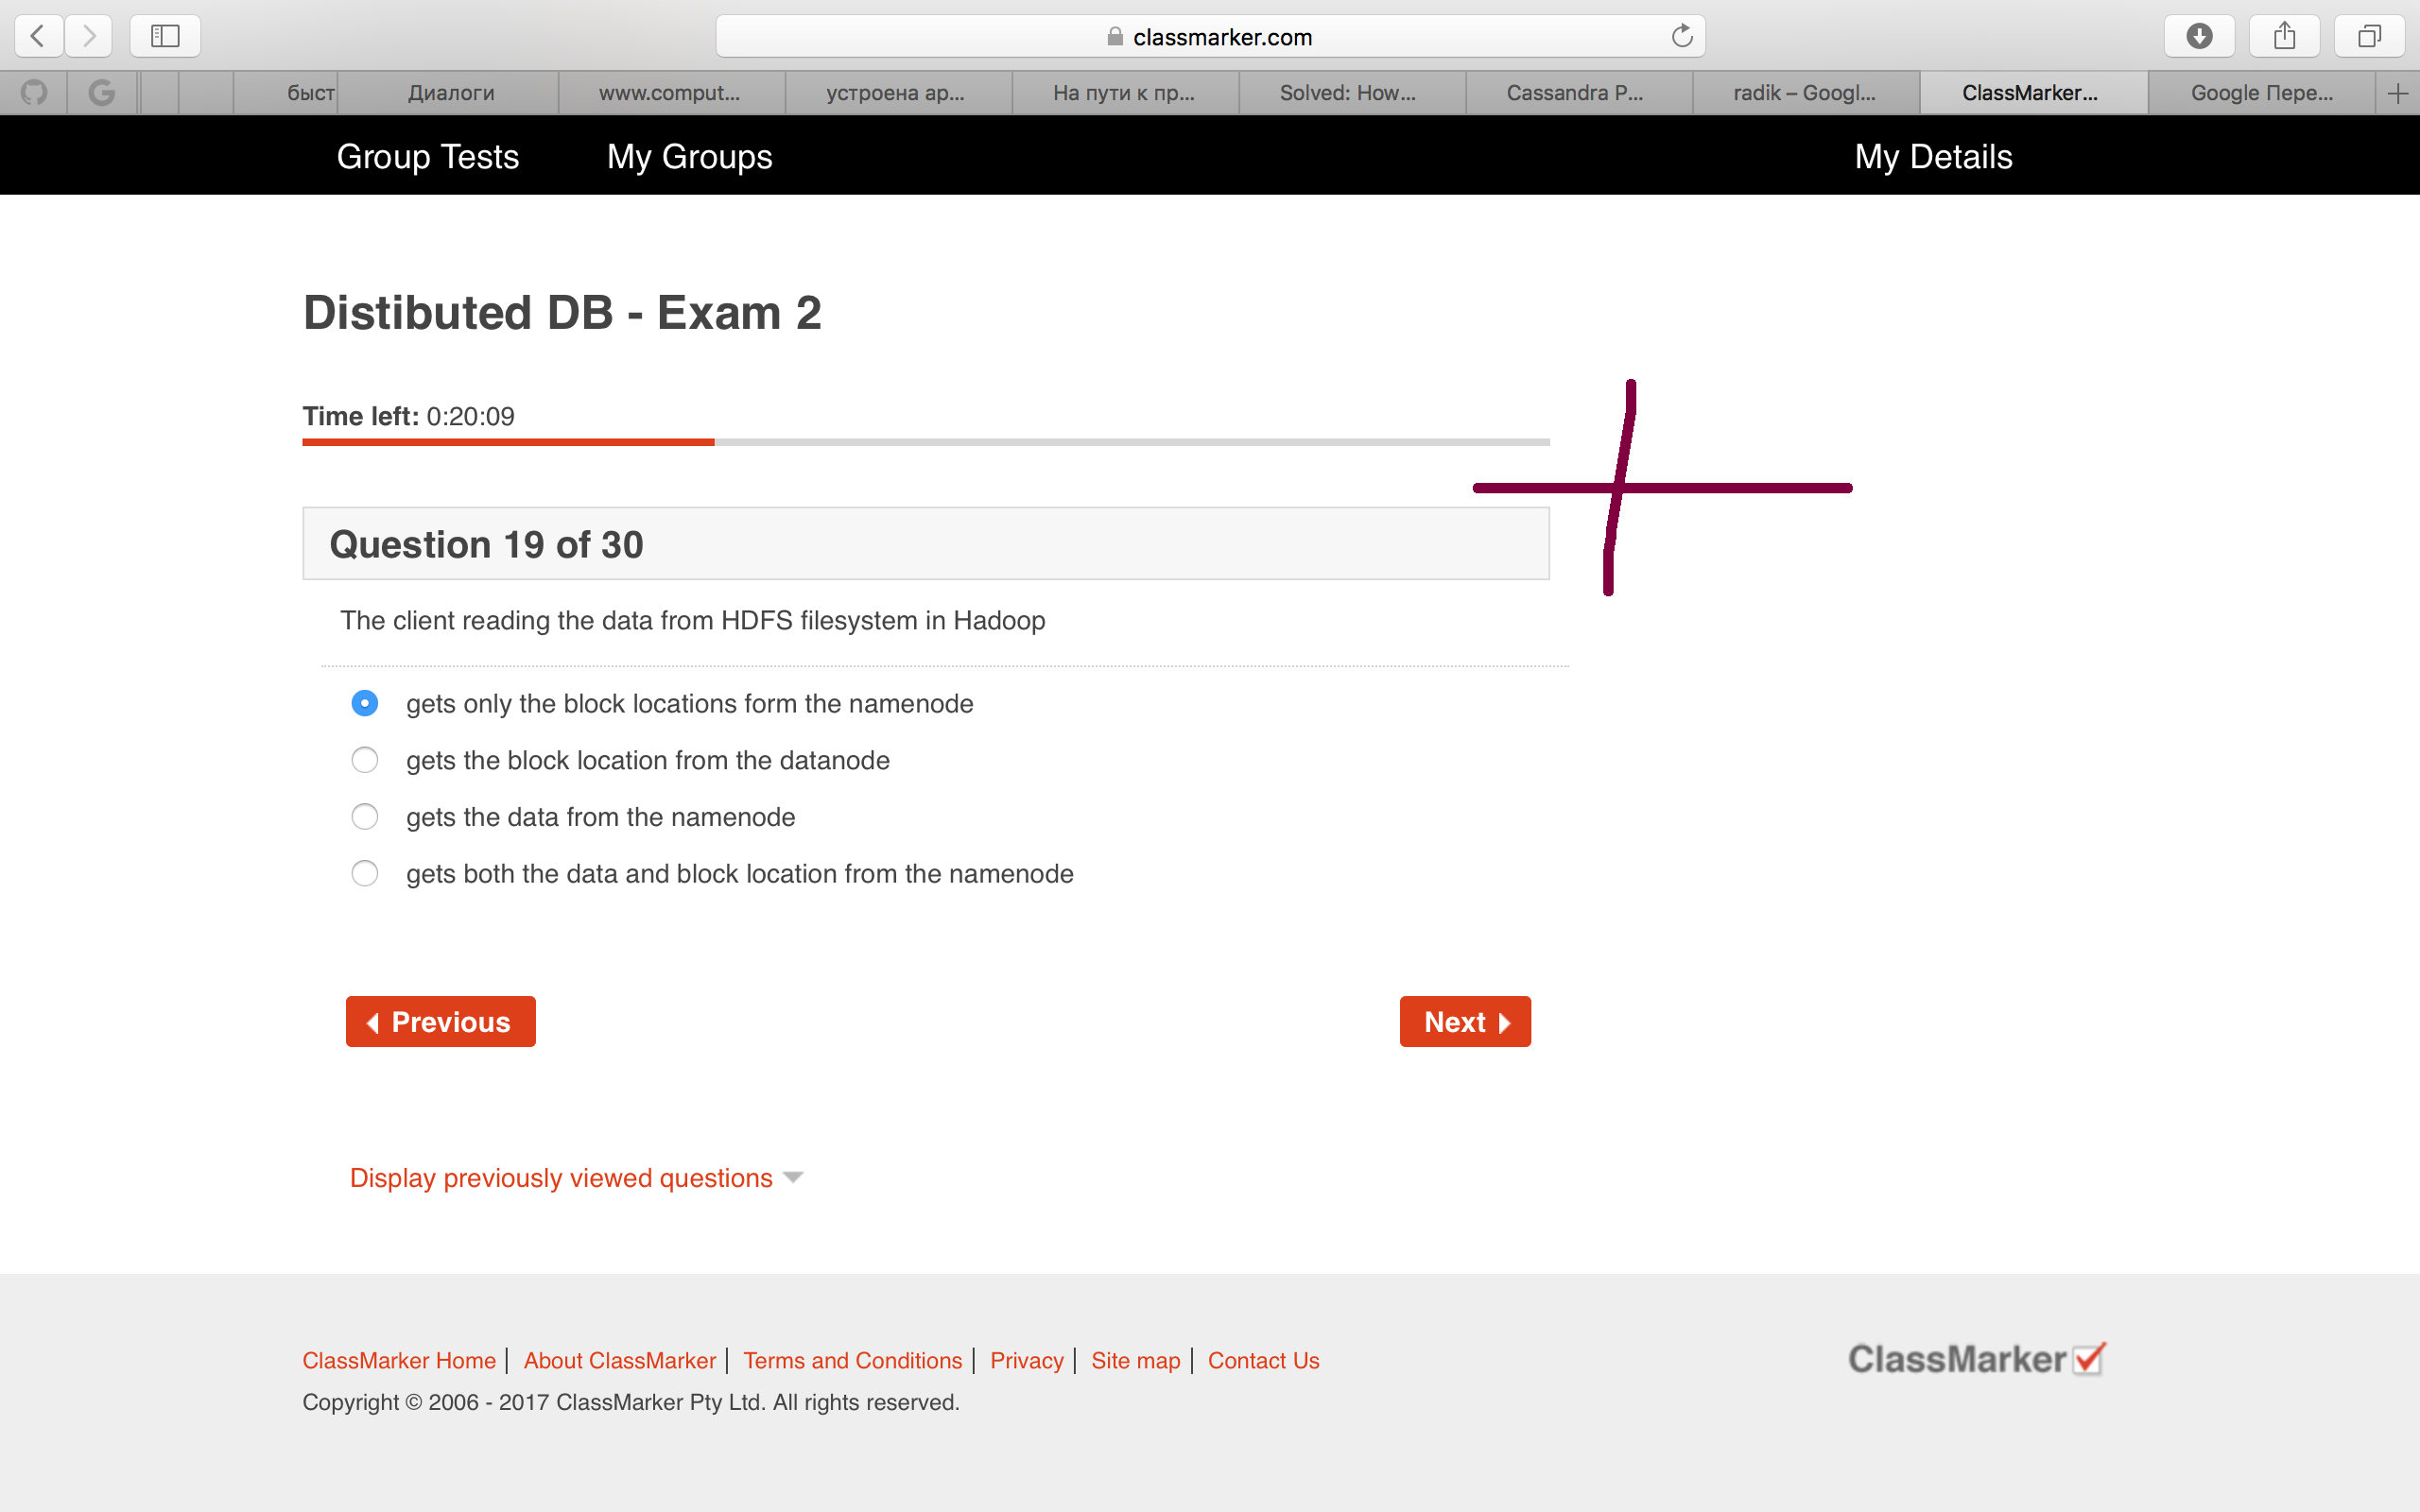 classmarker.com
быст
Диалоги
www.comput...
устроена ар...
На пути к пр...
Solved: How...
Cassandra P...
radik – Googl...
ClassMarker...
Google Пере...
Group Tests
My Groups
My Details
Distibuted DB - Exam 2
Time left: 0:20:09
Question 19 of 30
The client reading the data from HDFS filesystem in Hadoop
gets only the block locations form the namenode
gets the block location from the datanode
gets the data from the namenode
gets both the data and block location from the namenode
Previous
Next
Display previously viewed questions
ClassMarker Home | About ClassMarker | Terms and Conditions | Privacy | Site map | Contact Us
ClassMarker
Copyright © 2006 - 2017 ClassMarker Pty Ltd. All rights reserved.